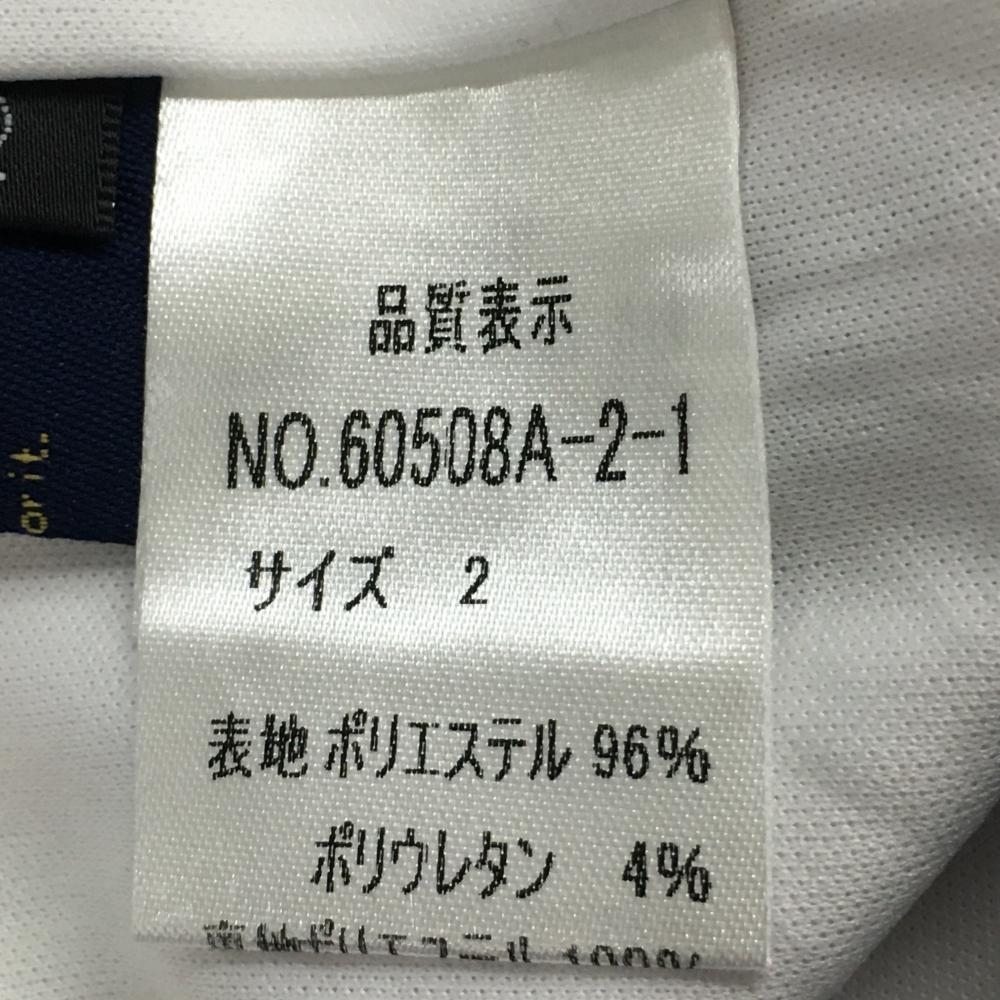 品質表示
NO.60508A-2-1
サイズ 2
表地 ポリエステル 96%
ポリウレタン 4%
orit.